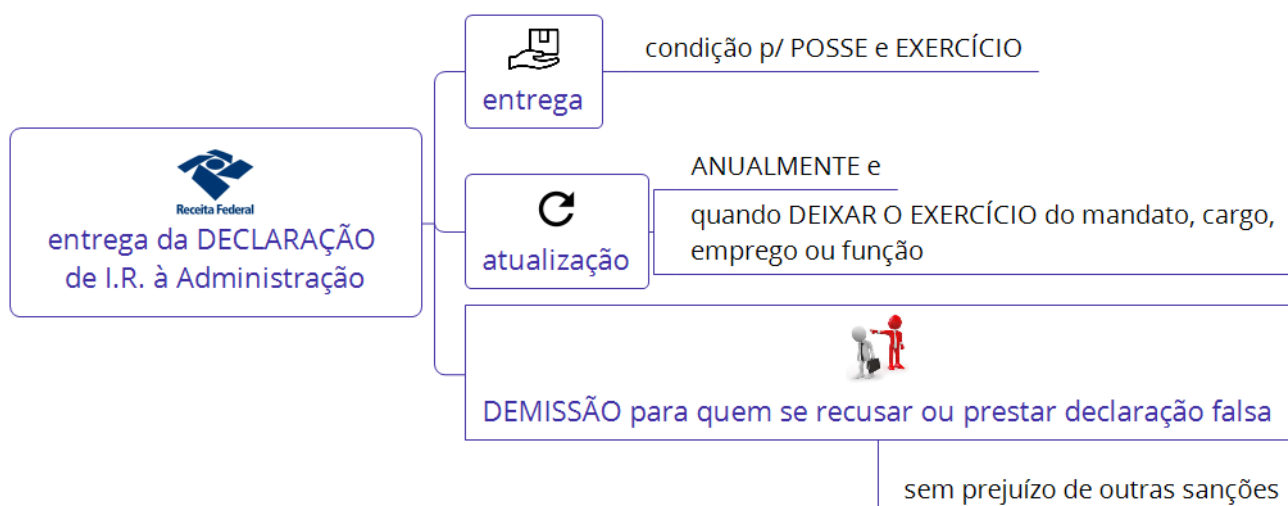 entrega
condição p/ POSSE e EXERCÍCIO
Receita Federal
entrega da DECLARAÇÃO
de I.R. à Administração
atualização
ANUALMENTE e
quando DEIXAR O EXERCÍCIO do mandato, cargo,
emprego ou função
DEMISSÃO para quem se recusar ou prestar declaração falsa
sem prejuízo de outras sanções